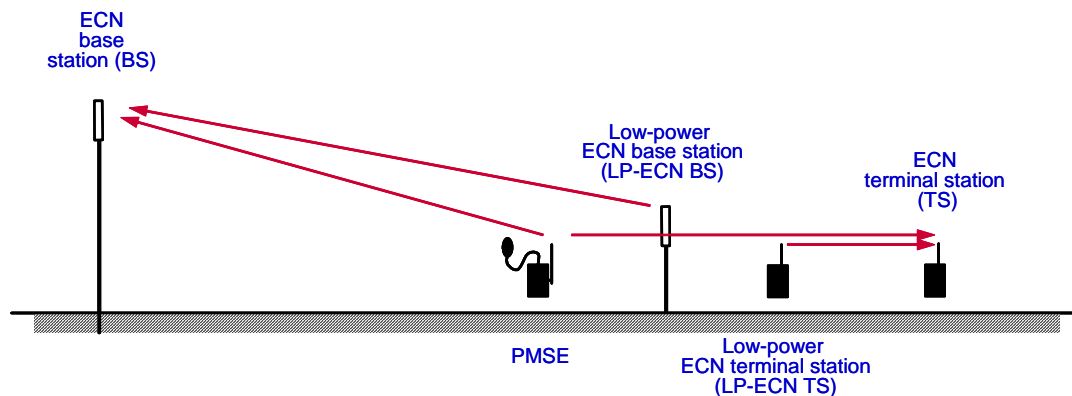 ECN
base
station (BS)
Low-power
ECN base station
(LP-ECN BS)
ECN
terminal station
(TS)
PMSE
Low-power
ECN terminal station
(LP-ECN TS)